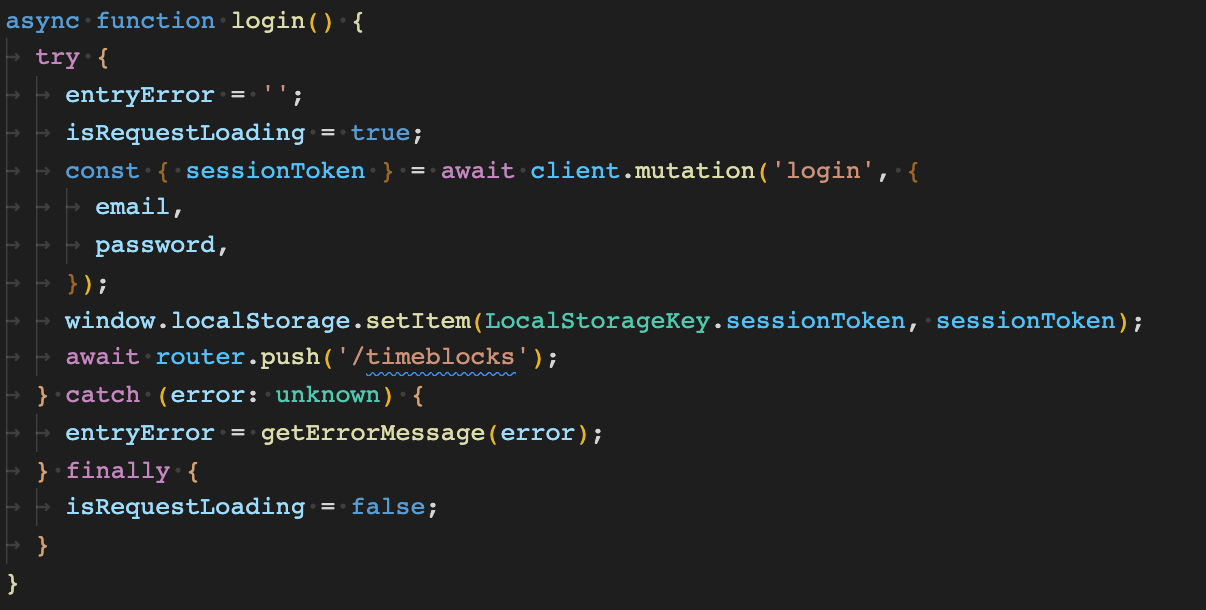 async function login() {
try {
entryError = '';
isRequestLoading = true;
const { sessionToken } = await client.mutation('login', {
email,
password,
});
window.localStorage.setItem(LocalStorageKey.sessionToken, sessionToken);
await router.push('/timeblocks');
} catch (error: unknown) {
entryError = getErrorMessage(error);
} finally {
isRequestLoading = false;
}
}